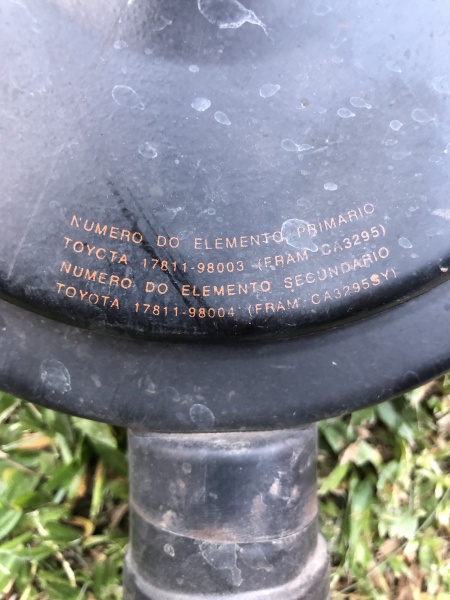 NUMERO DO ELEMENTO PRIMARIO
TOYOTA 17811-98003 (FRAM CA3295)
NUMERO DO ELEMENTO SECUNDARIO
TOYOTA 17811-98004 (FRAM CA3295SY)